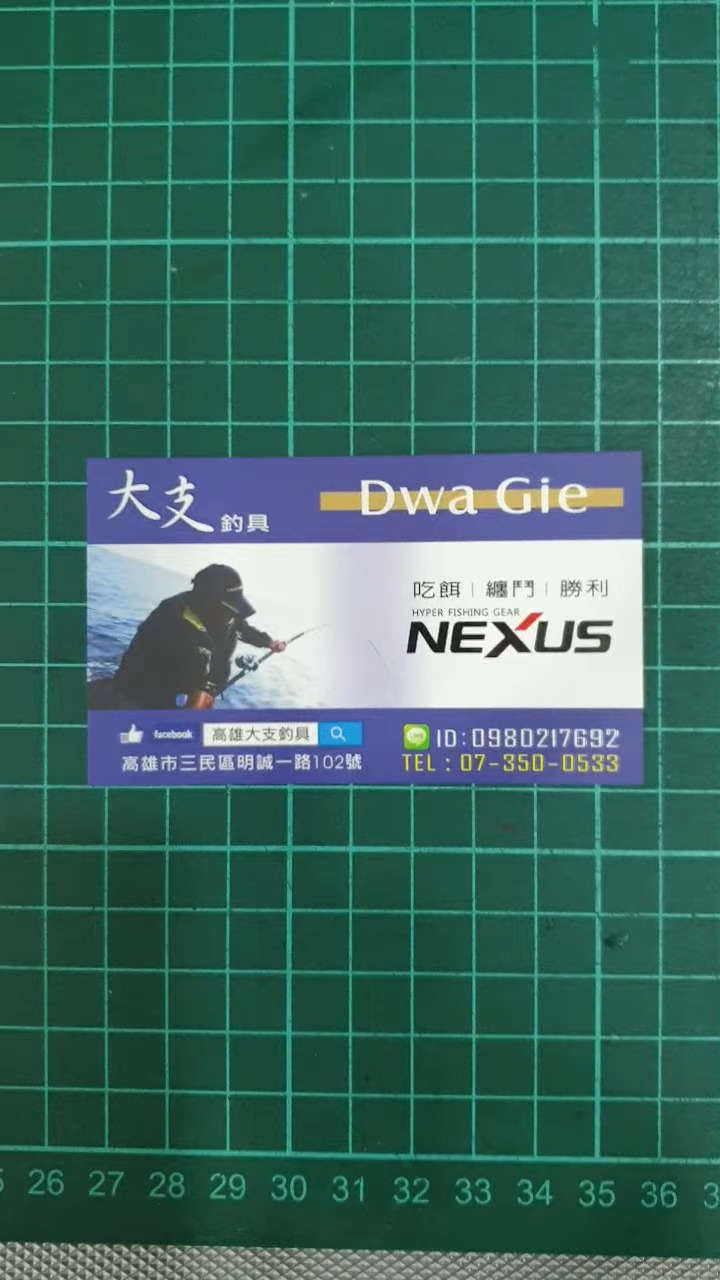 大支釣具
Dwa Gie
吃餌 | 纏鬥 | 勝利
HYPER FISHING GEAR
NEXUS
facebook 高雄大支釣具
高雄市三民區明誠一路102號
ID:0980217692
TEL : 07-350-0533
26 27 28 29 30 31 32 33 34 35 36